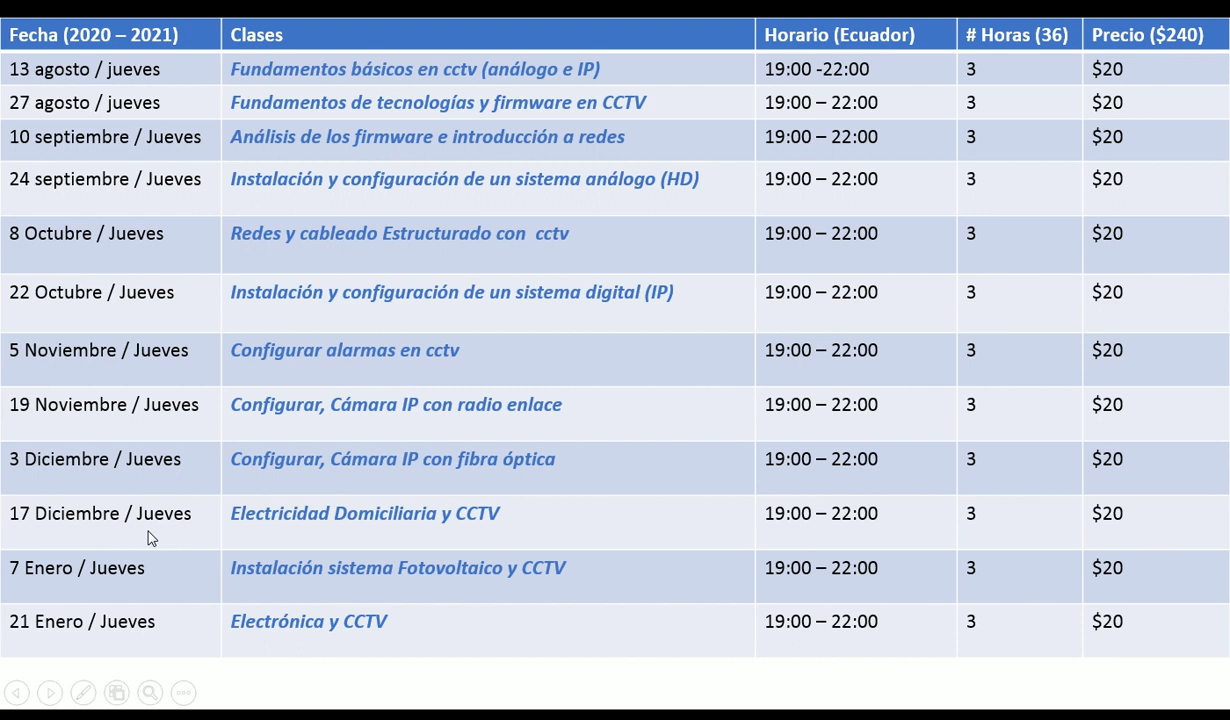 Fecha (2020 – 2021) Clases Horario (Ecuador) # Horas (36) Precio ($240)
13 agosto / jueves Fundamentos básicos en cctv (análogo e IP) 19:00 -22:00 3 $20
27 agosto / jueves Fundamentos de tecnologías y firmware en CCTV 19:00 – 22:00 3 $20
10 septiembre / Jueves Análisis de los firmware e introducción a redes 19:00 – 22:00 3 $20
24 septiembre / Jueves Instalación y configuración de un sistema análogo (HD) 19:00 – 22:00 3 $20
8 Octubre / Jueves Redes y cableado Estructurado con  cctv 19:00 – 22:00 3 $20
22 Octubre / Jueves Instalación y configuración de un sistema digital (IP) 19:00 – 22:00 3 $20
5 Noviembre / Jueves Configurar alarmas en cctv 19:00 – 22:00 3 $20
19 Noviembre / Jueves Configurar, Cámara IP con radio enlace 19:00 – 22:00 3 $20
3 Diciembre / Jueves Configurar, Cámara IP con fibra óptica 19:00 – 22:00 3 $20
17 Diciembre / Jueves Electricidad Domiciliaria y CCTV 19:00 – 22:00 3 $20
7 Enero / Jueves Instalación sistema Fotovoltaico y CCTV 19:00 – 22:00 3 $20
21 Enero / Jueves Electrónica y CCTV 19:00 – 22:00 3 $20